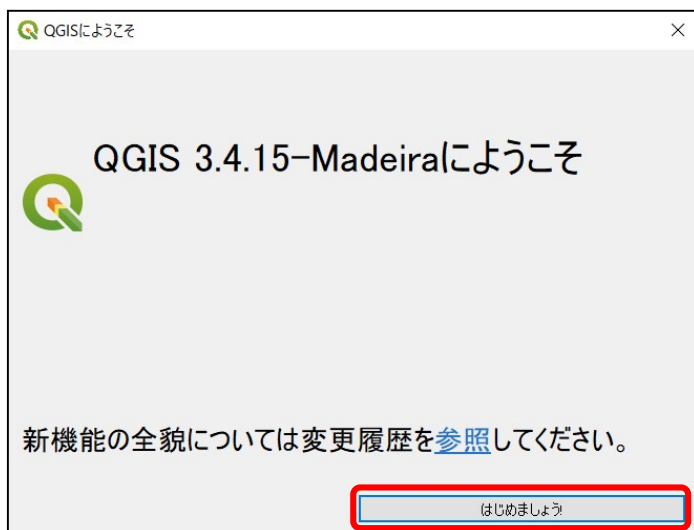 QGISにようこそ
QGIS 3.4.15-Madeiraにようこそ
新機能の全貌については変更履歴を参照してください。
はじめましょう!